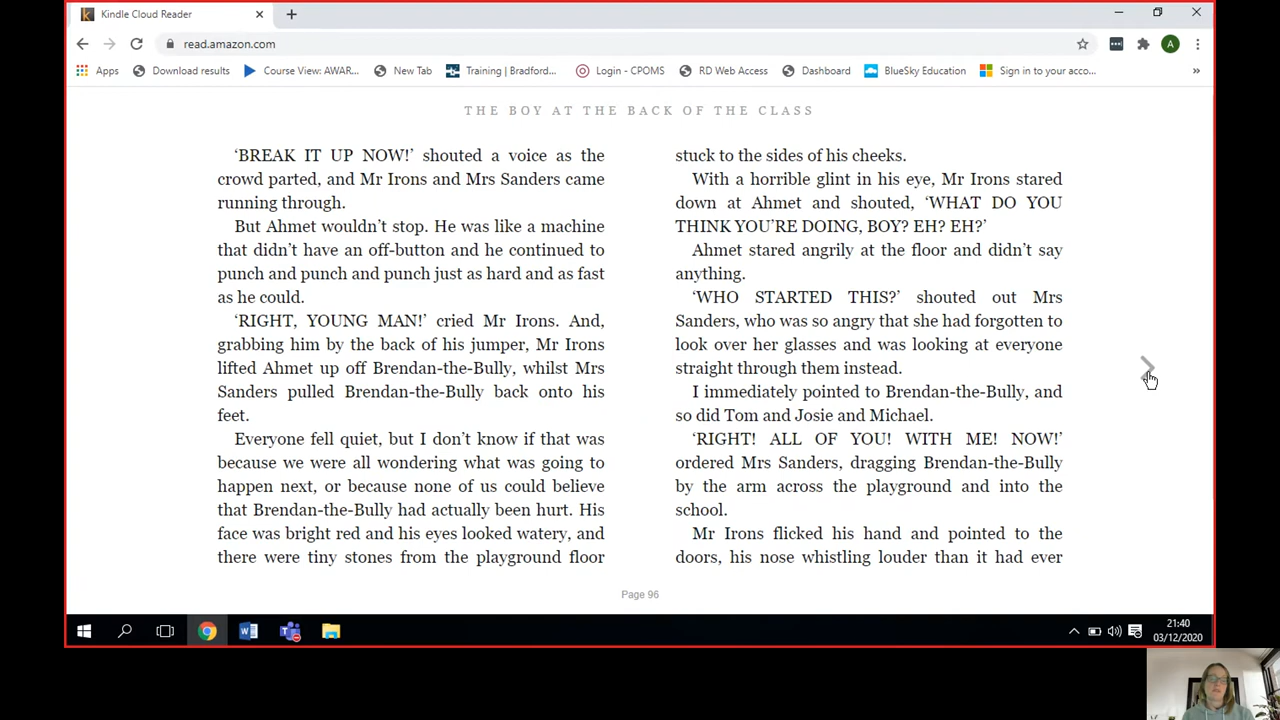 Kindle Cloud Reader
read.amazon.com
A
Apps
Download results
Course View: AWAR...
New Tab
Training | Bradford...
Login - CPOMS
RD Web Access
Dashboard
BlueSky Education
Sign in to your acco...
»
THE BOY AT THE BACK OF THE CLASS
‘BREAK IT UP NOW!’ shouted a voice as the
crowd parted, and Mr Irons and Mrs Sanders came
running through.
But Ahmet wouldn’t stop. He was like a machine
that didn’t have an off-button and he continued to
punch and punch and punch just as hard and as fast
as he could.
‘RIGHT, YOUNG MAN!’ cried Mr Irons. And,
grabbing him by the back of his jumper, Mr Irons
lifted Ahmet up off Brendan-the-Bully, whilst Mrs
Sanders pulled Brendan-the-Bully back onto his
feet.
Everyone fell quiet, but I don’t know if that was
because we were all wondering what was going to
happen next, or because none of us could believe
that Brendan-the-Bully had actually been hurt. His
face was bright red and his eyes looked watery, and
there were tiny stones from the playground floor
stuck to the sides of his cheeks.
With a horrible glint in his eye, Mr Irons stared
down at Ahmet and shouted, ‘WHAT DO YOU
THINK YOU’RE DOING, BOY? EH? EH?’
Ahmet stared angrily at the floor and didn’t say
anything.
‘WHO STARTED THIS?’ shouted out Mrs
Sanders, who was so angry that she had forgotten to
look over her glasses and was looking at everyone
straight through them instead.
I immediately pointed to Brendan-the-Bully, and
so did Tom and Josie and Michael.
‘RIGHT! ALL OF YOU! WITH ME! NOW!’
ordered Mrs Sanders, dragging Brendan-the-Bully
by the arm across the playground and into the
school.
Mr Irons flicked his hand and pointed to the
doors, his nose whistling louder than it had ever
Page 96
21:40
03/12/2020